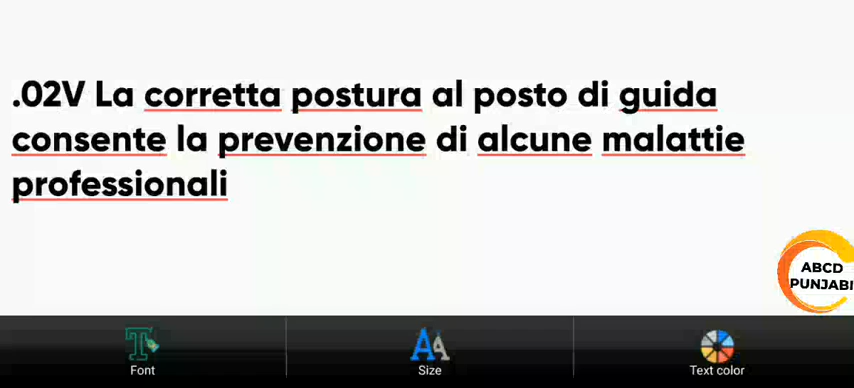 .02V La corretta postura al posto di guida
consente la prevenzione di alcune malattie
professionali
ABCD
PUNJABI
Font
Size
Text color